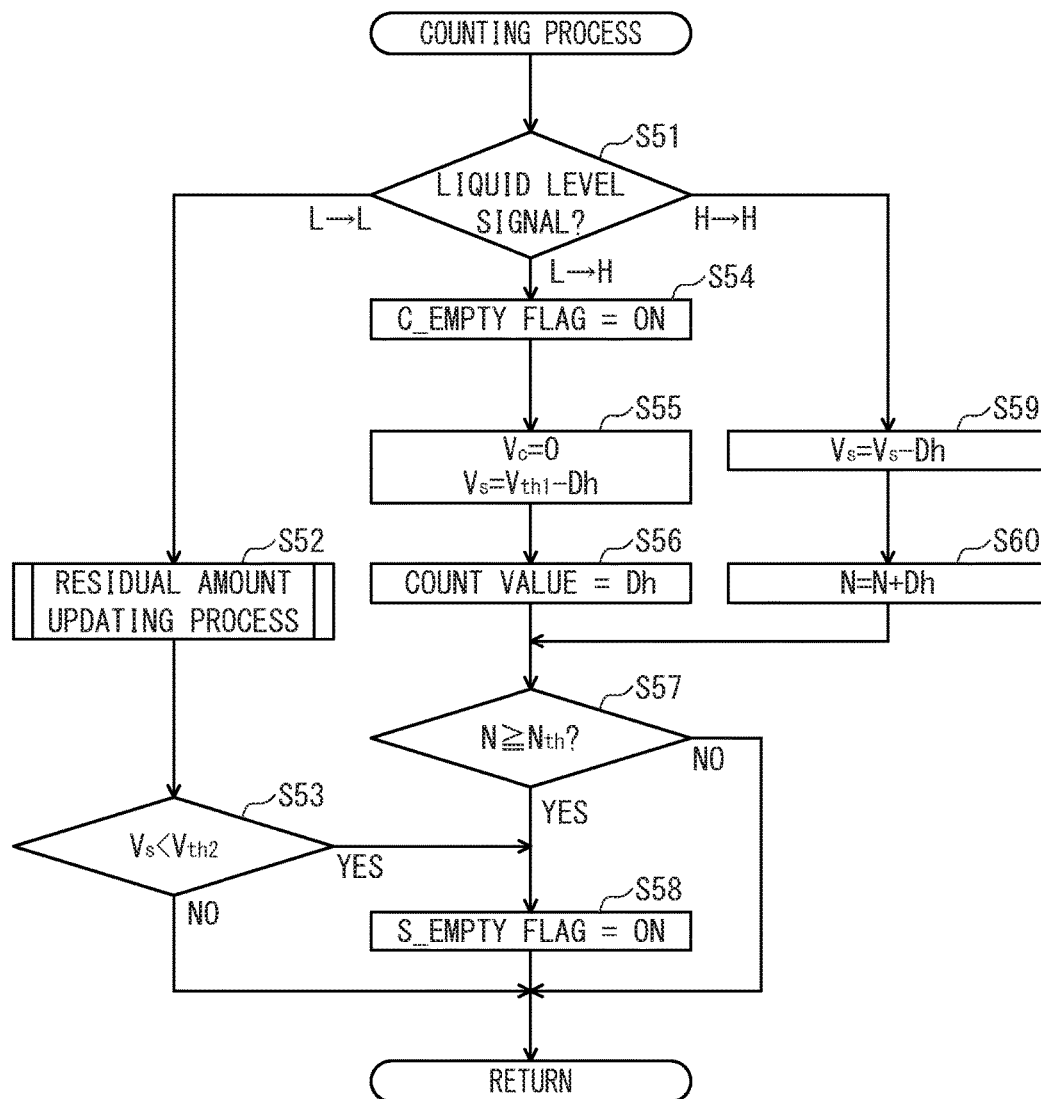 COUNTING PROCESS
S51
LIQUID LEVEL
SIGNAL?
L→L
H→H
L→H
S54
C_EMPTY FLAG = ON
S55
Vc=0
Vs=Vth1-Dh
S59
Vs=Vs-Dh
S52
RESIDUAL AMOUNT
UPDATING PROCESS
S56
COUNT VALUE = Dh
S60
N=N+Dh
S57
N≧Nth?
NO
YES
S53
Vs<Vth2
YES
NO
S58
S_EMPTY FLAG = ON
RETURN